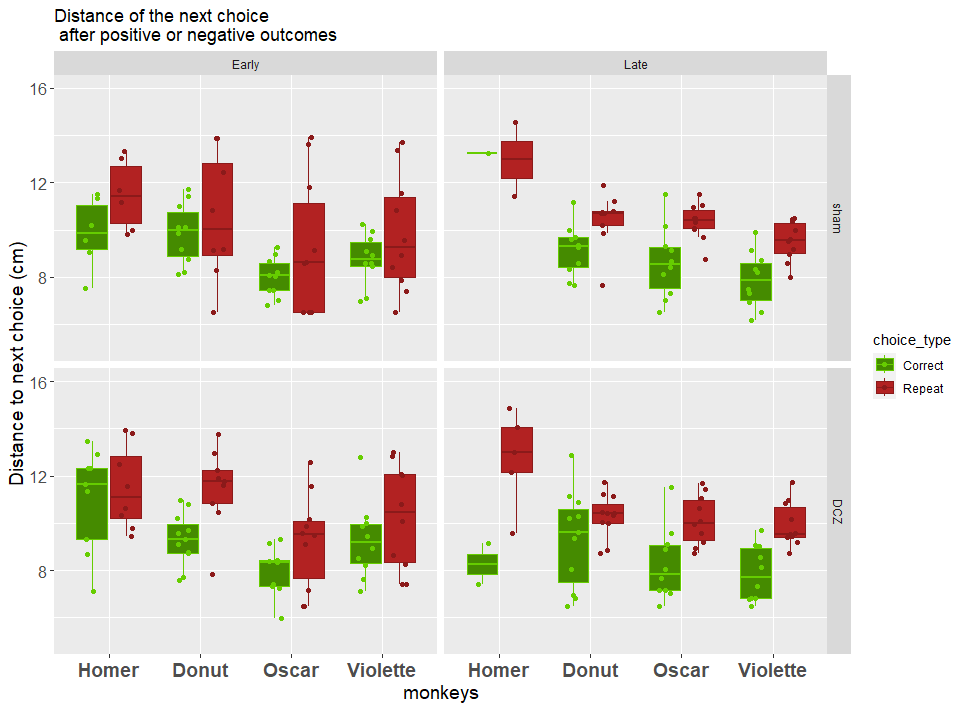 Distance of the next choice
after positive or negative outcomes
Early
Late
16
12
8
sham
16
12
8
DCZ
Distance to next choice (cm)
Homer Donut Oscar Violette
Homer Donut Oscar Violette
monkeys
choice_type
Correct
Repeat